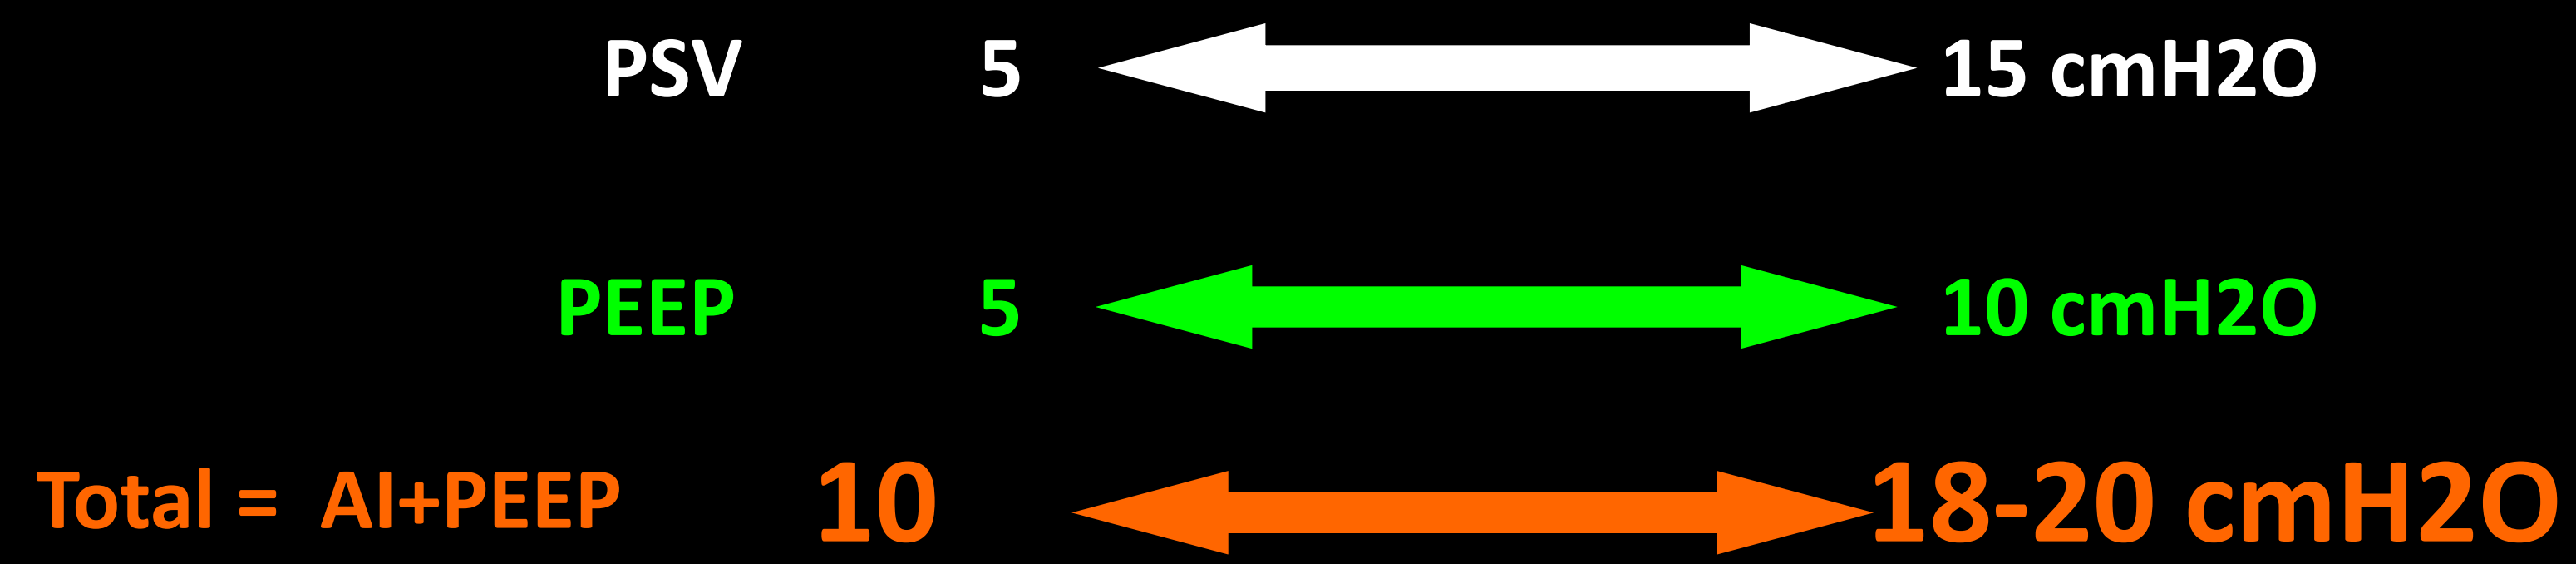 PSV 5 15 cmH2O
PEEP 5 10 cmH2O
Total = AI+PEEP 10 18-20 cmH2O